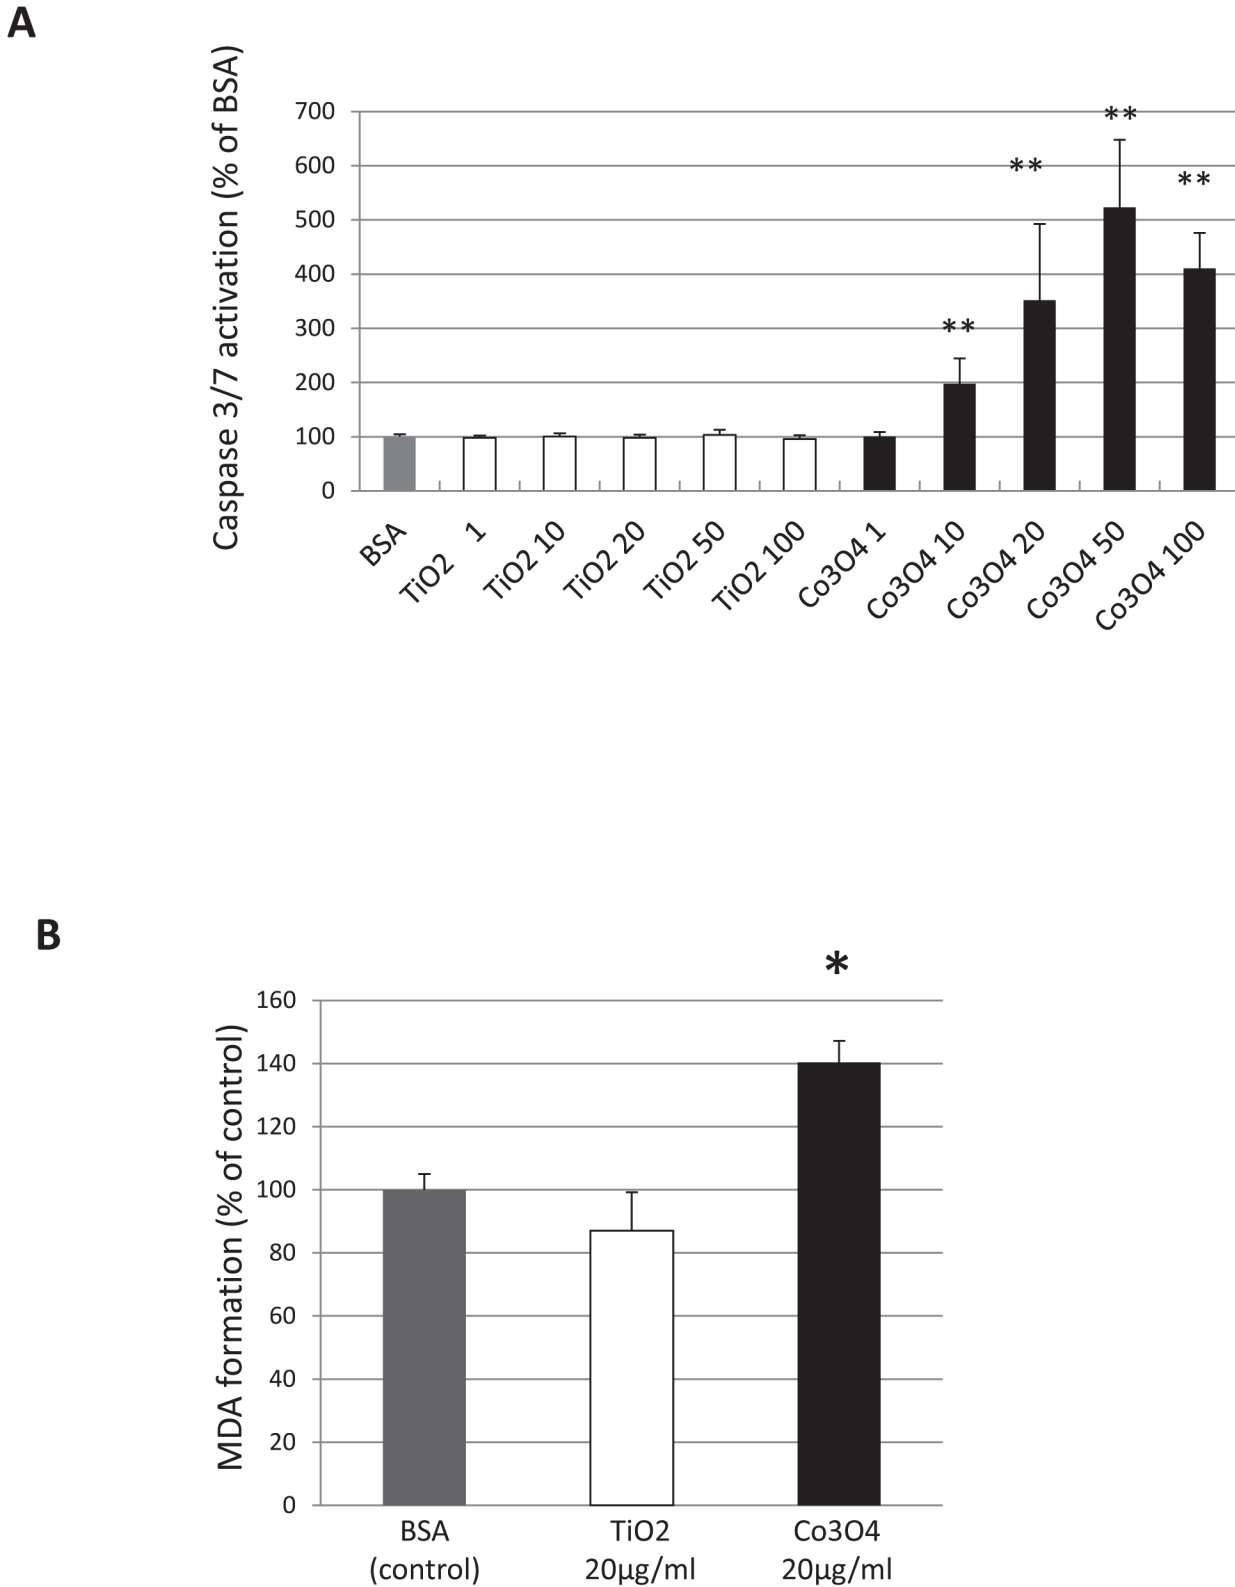 A
Caspase 3/7 activation (% of BSA)
700
600
500
400
300
200
100
0
**
**
**
**
BSA
TiO2 1
TiO2 10
TiO2 20
TiO2 50
TiO2 100
Co3O4 1
Co3O4 10
Co3O4 20
Co3O4 50
Co3O4 100
B
MDA formation (% of control)
160
140
120
100
80
60
40
20
0
*
BSA
(control)
TiO2
20µg/ml
Co3O4
20µg/ml